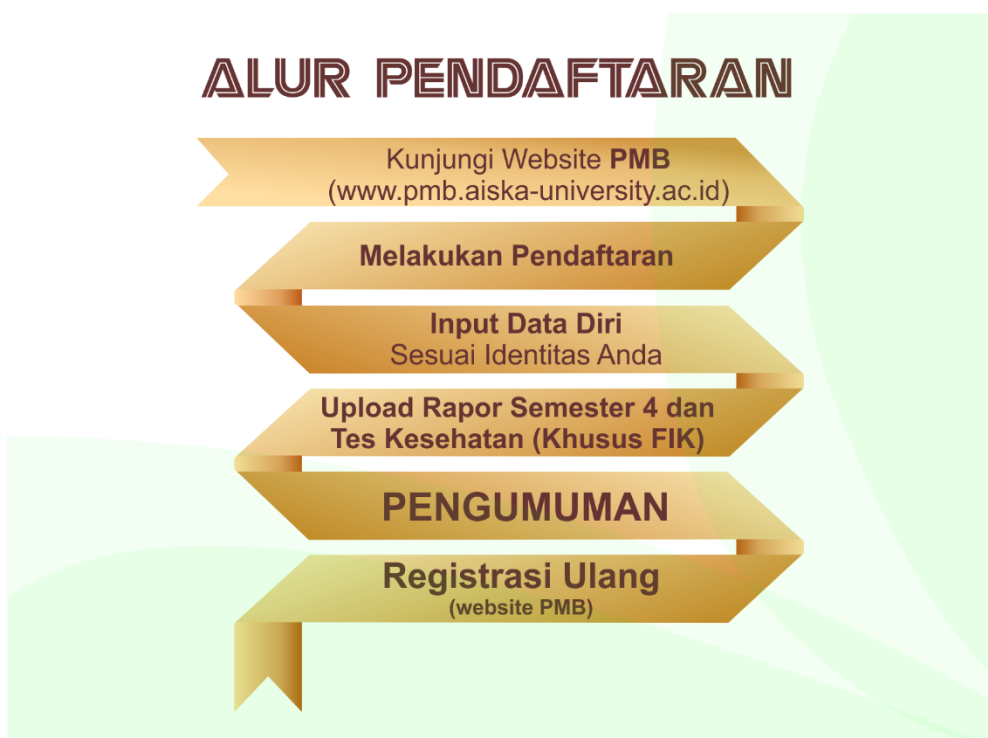 ALUR PENDAFTARAN
Kunjungi Website PMB
(www.pmb.aiska-university.ac.id)
Melakukan Pendaftaran
Input Data Diri
Sesuai Identitas Anda
Upload Rapor Semester 4 dan
Tes Kesehatan (Khusus FIK)
PENGUMUMAN
Registrasi Ulang
(website PMB)